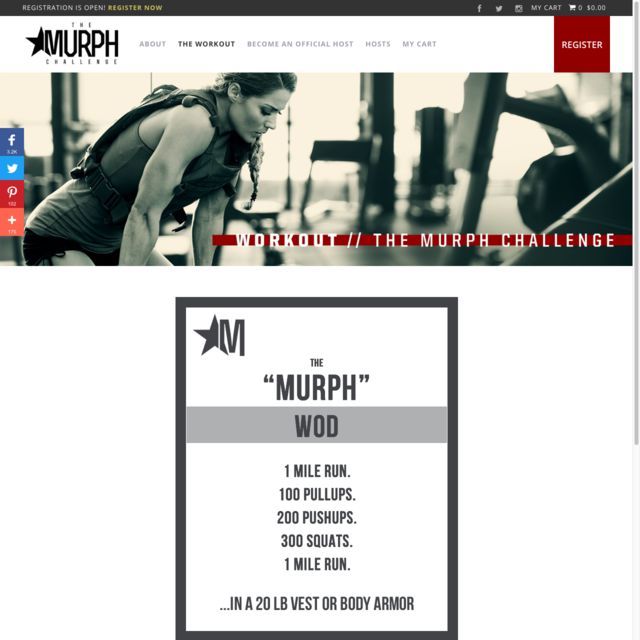 REGISTRATION IS OPEN! REGISTER NOW
MY CART 0 $0.00
THE
MURPH
CHALLENGE
ABOUT THE WORKOUT BECOME AN OFFICIAL HOST HOSTS MY CART
REGISTER
3.2K
102
179
WORKOUT // THE MURPH CHALLENGE
M
THE
“MURPH”
WOD
1 MILE RUN.
100 PULLUPS.
200 PUSHUPS.
300 SQUATS.
1 MILE RUN.
...IN A 20 LB VEST OR BODY ARMOR